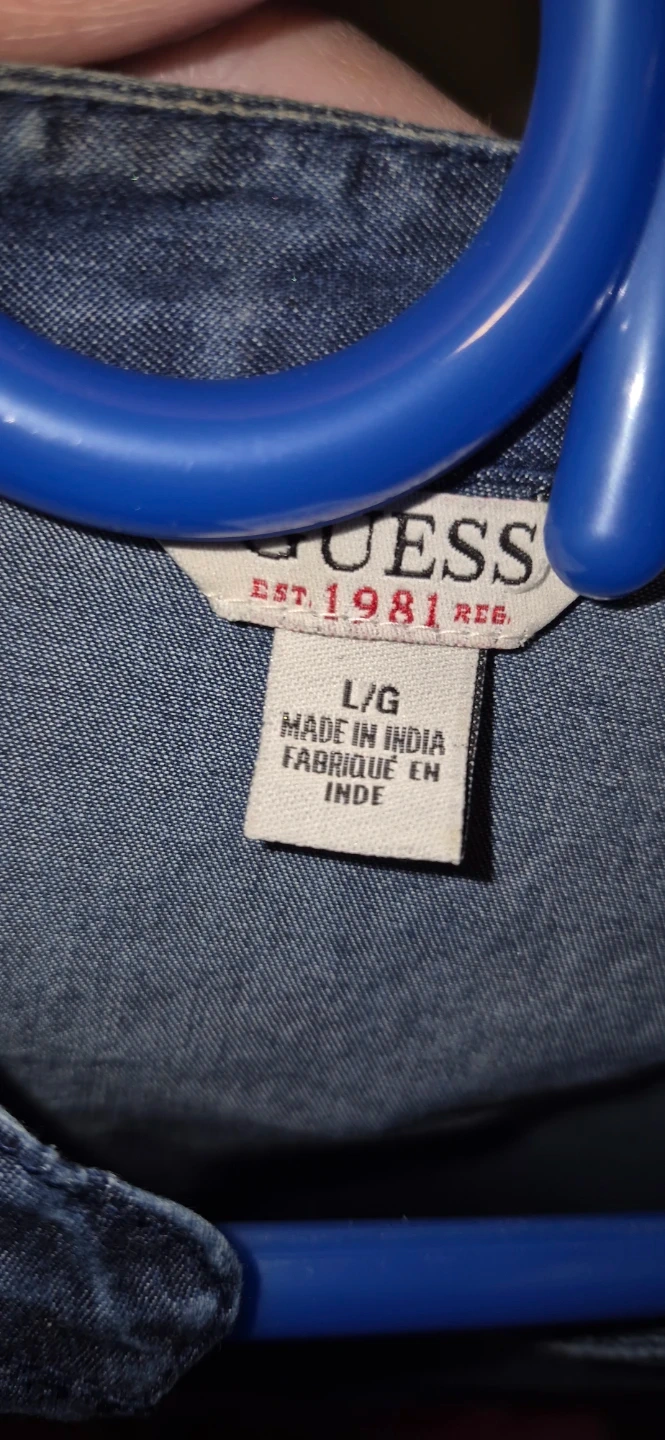 GUESS
EST. 1981 REG.
L/G
MADE IN INDIA
FABRIQUÉ EN
INDE